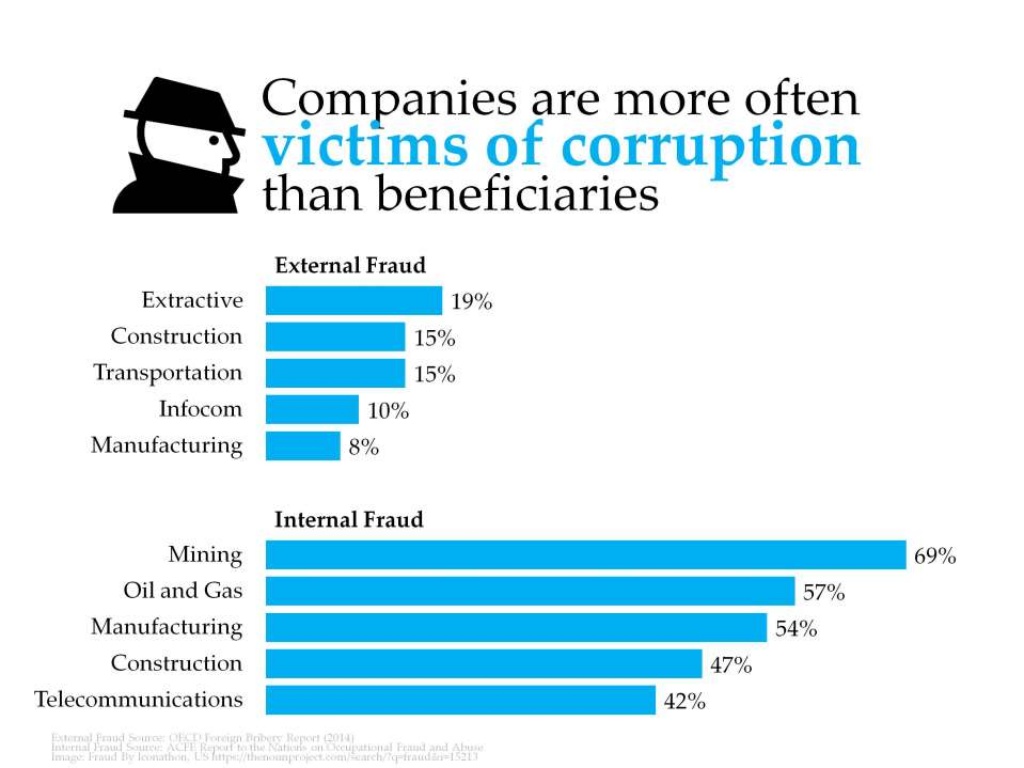 Companies are more often
victims of corruption
than beneficiaries
External Fraud
Extractive 19%
Construction 15%
Transportation 15%
Infocom 10%
Manufacturing 8%
Internal Fraud
Mining 69%
Oil and Gas 57%
Manufacturing 54%
Construction 47%
Telecommunications 42%
External Fraud Source: OECD Foreign Bribery Report (2014)
Internal Fraud Source: ACFE Report to the Nations on Occupational Fraud and Abuse
Image: Fraud By Iconathon, US https://thenounproject.com/search/?q=fraud&i=15213